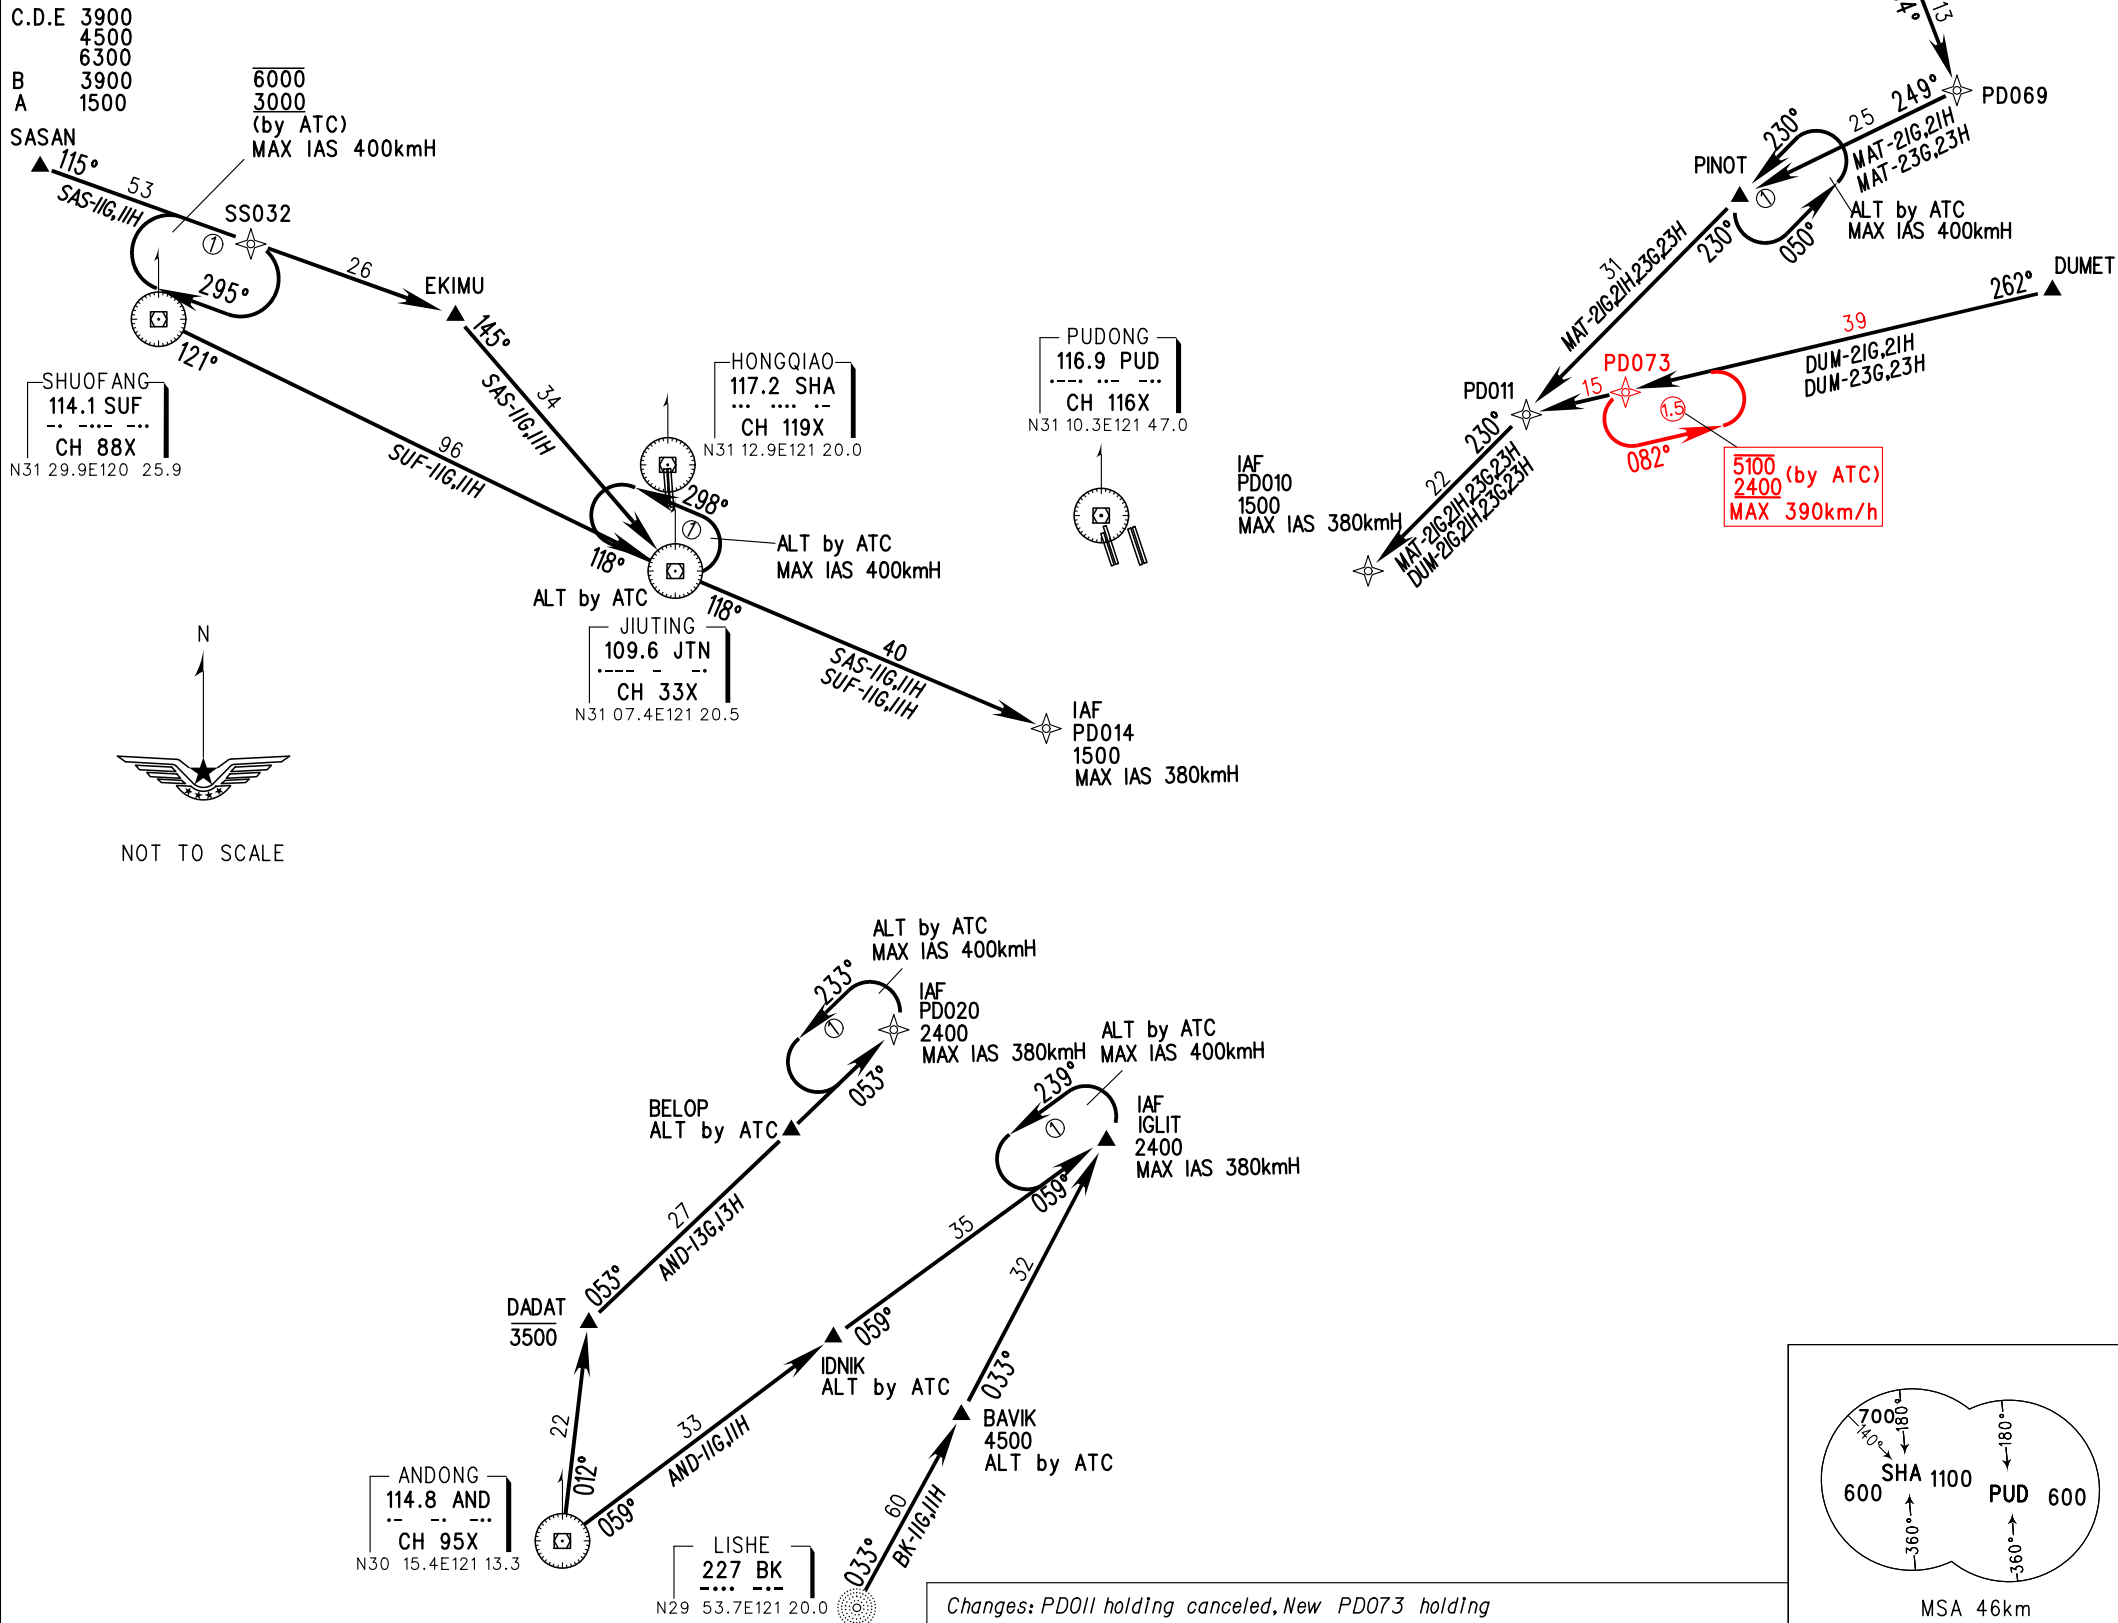 C.D.E 3900
4500
6300
B 3900
A 1500
6000
3000
(by ATC)
MAX IAS 400kmH
SASAN
115°
53
SAS-11G,11H
SS032
1
295°
26
EKIMU
145°
34
SAS-11G,11H
121°
SHUOFANG
114.1 SUF
CH 88X
N31 29.9E120 25.9
96
SUF-11G,11H
HONGQIAO
117.2 SHA
CH 119X
N31 12.9E121 20.0
298°
1
118°
ALT by ATC
MAX IAS 400kmH
ALT by ATC
118°
JIUTING
109.6 JTN
CH 33X
N31 07.4E121 20.5
40
SAS-11G,11H
SUF-11G,11H
IAF
PD014
1500
MAX IAS 380kmH
PUDONG
116.9 PUD
CH 116X
N31 10.3E121 47.0
13
PD069
249°
25
MAT-21G,21H
MAT-23G,23H
230°
PINOT
1
050°
230°
ALT by ATC
MAX IAS 400kmH
31
MAT-21G,21H,23G,23H
DUMET
262°
39
DUM-21G,21H
DUM-23G,23H
PD073
15
1.5
082°
5100
2400 (by ATC)
MAX 390km/h
PD011
230°
22
MAT-21G,21H,23G,23H
DUM-21G,21H,23G,23H
IAF
PD010
1500
MAX IAS 380kmH
N
NOT TO SCALE
ALT by ATC
MAX IAS 400kmH
233°
1
IAF
PD020
2400
MAX IAS 380kmH
053°
BELOP
ALT by ATC
27
AND-13G,13H
053°
DADAT
3500
22
012°
ALT by ATC
MAX IAS 400kmH
239°
1
IAF
IGLIT
2400
MAX IAS 380kmH
059°
35
32
059°
IDNIK
ALT by ATC
033°
BAVIK
4500
ALT by ATC
33
AND-11G,11H
059°
ANDONG
114.8 AND
CH 95X
N30 15.4E121 13.3
60
BK-11G,11H
033°
LISHE
227 BK
N29 53.7E121 20.0
Changes: PD011 holding canceled, New PD073 holding
700
140°
180°
180°
SHA
1100
600
PUD
600
360°
360°
MSA 46km